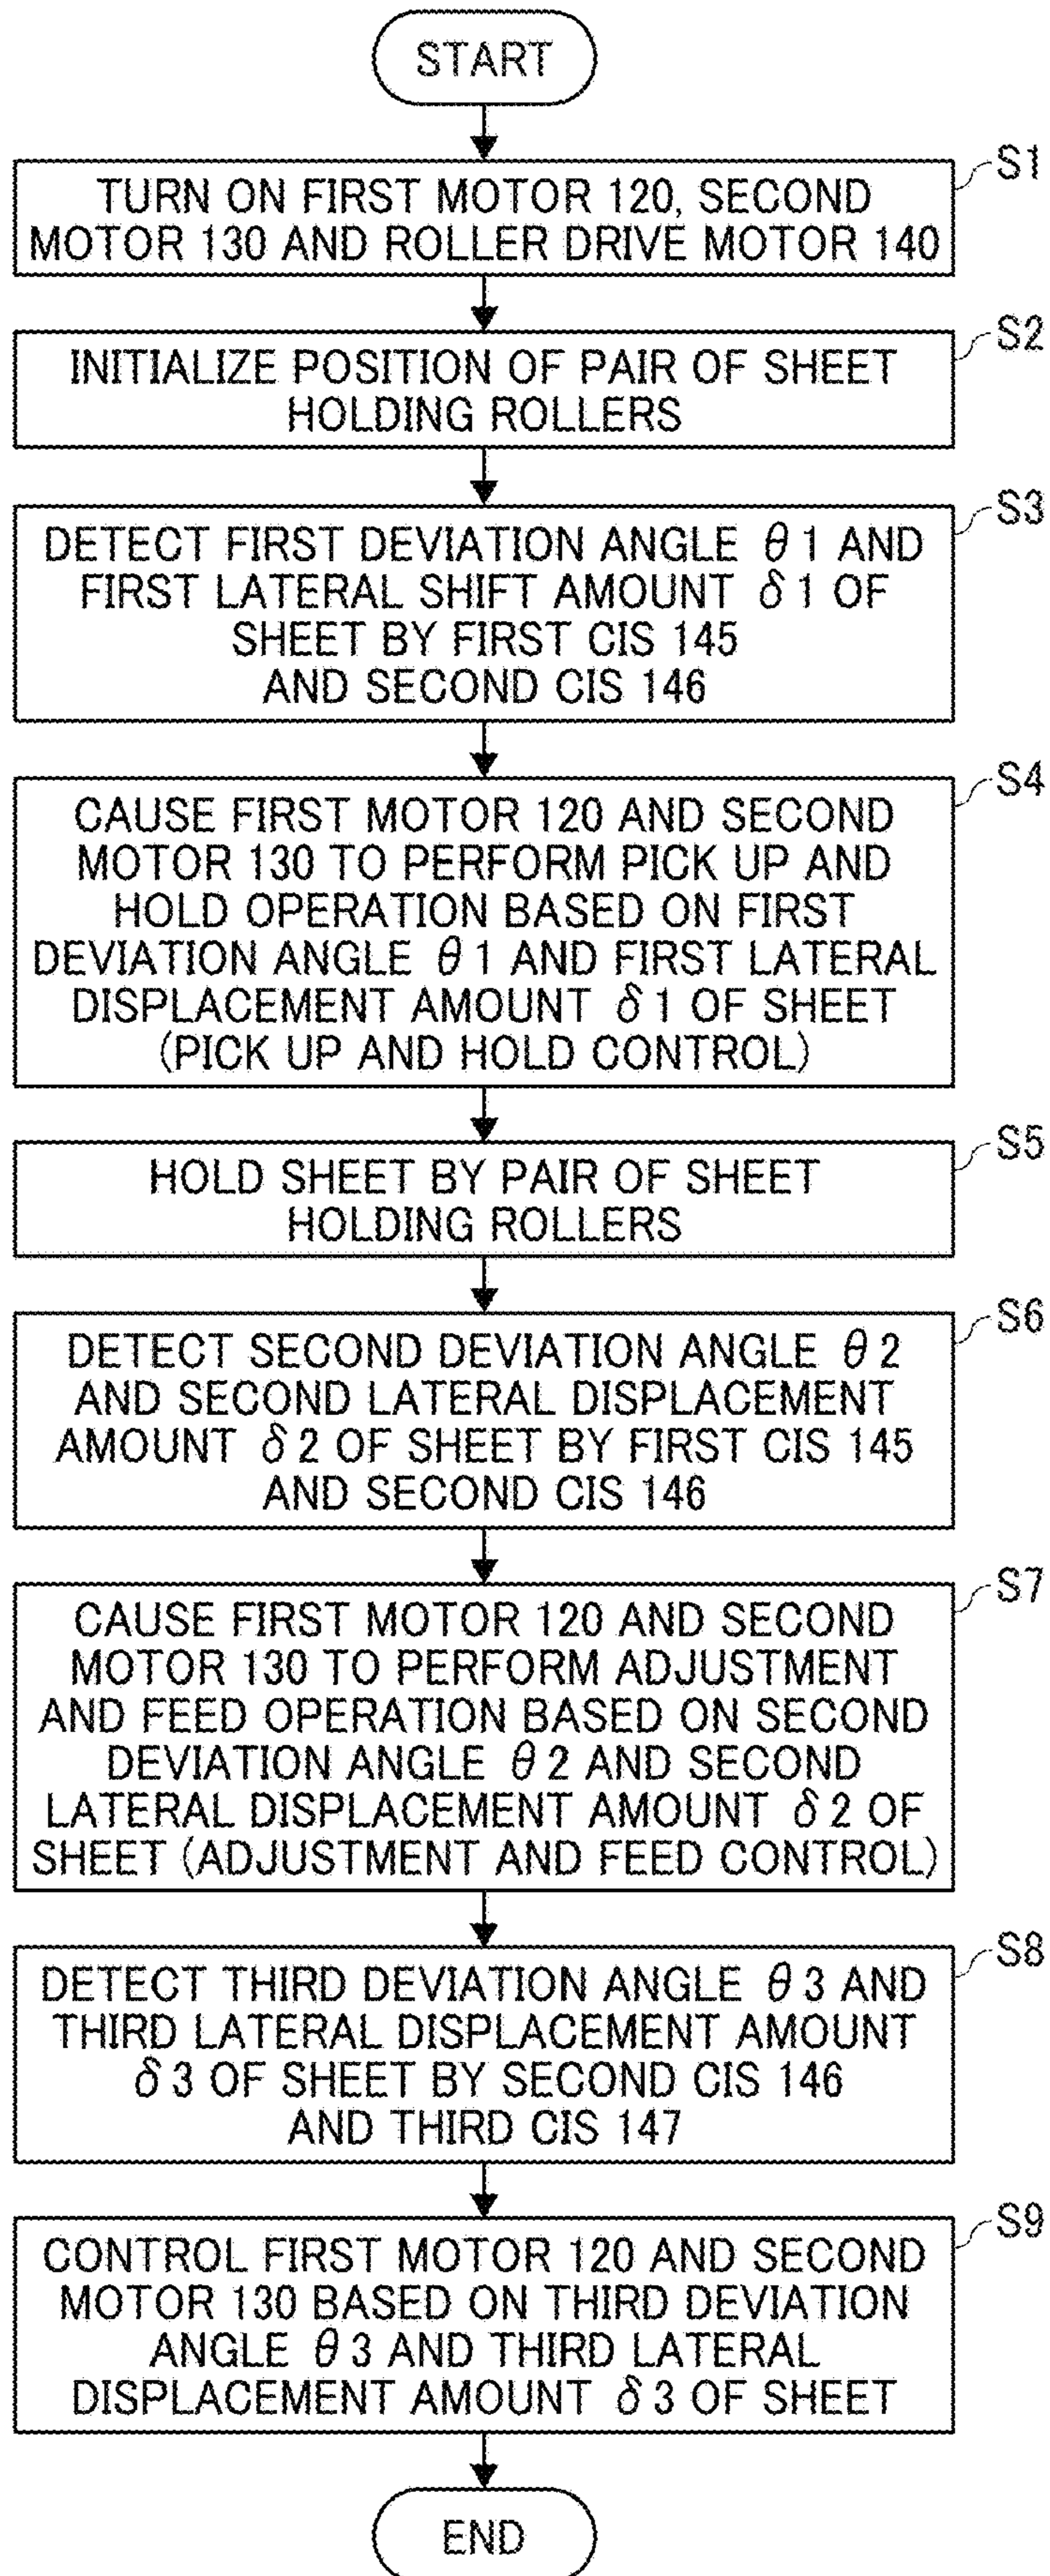 START
S1
TURN ON FIRST MOTOR 120, SECOND
MOTOR 130 AND ROLLER DRIVE MOTOR 140
S2
INITIALIZE POSITION OF PAIR OF SHEET
HOLDING ROLLERS
S3
DETECT FIRST DEVIATION ANGLE θ1 AND
FIRST LATERAL SHIFT AMOUNT δ1 OF
SHEET BY FIRST CIS 145
AND SECOND CIS 146
S4
CAUSE FIRST MOTOR 120 AND SECOND
MOTOR 130 TO PERFORM PICK UP AND
HOLD OPERATION BASED ON FIRST
DEVIATION ANGLE θ1 AND FIRST LATERAL
DISPLACEMENT AMOUNT δ1 OF SHEET
(PICK UP AND HOLD CONTROL)
S5
HOLD SHEET BY PAIR OF SHEET
HOLDING ROLLERS
S6
DETECT SECOND DEVIATION ANGLE θ2
AND SECOND LATERAL DISPLACEMENT
AMOUNT δ2 OF SHEET BY FIRST CIS 145
AND SECOND CIS 146
S7
CAUSE FIRST MOTOR 120 AND SECOND
MOTOR 130 TO PERFORM ADJUSTMENT
AND FEED OPERATION BASED ON SECOND
DEVIATION ANGLE θ2 AND SECOND
LATERAL DISPLACEMENT AMOUNT δ2 OF
SHEET (ADJUSTMENT AND FEED CONTROL)
S8
DETECT THIRD DEVIATION ANGLE θ3 AND
THIRD LATERAL DISPLACEMENT AMOUNT
δ3 OF SHEET BY SECOND CIS 146
AND THIRD CIS 147
S9
CONTROL FIRST MOTOR 120 AND SECOND
MOTOR 130 BASED ON THIRD DEVIATION
ANGLE θ3 AND THIRD LATERAL
DISPLACEMENT AMOUNT δ3 OF SHEET
END